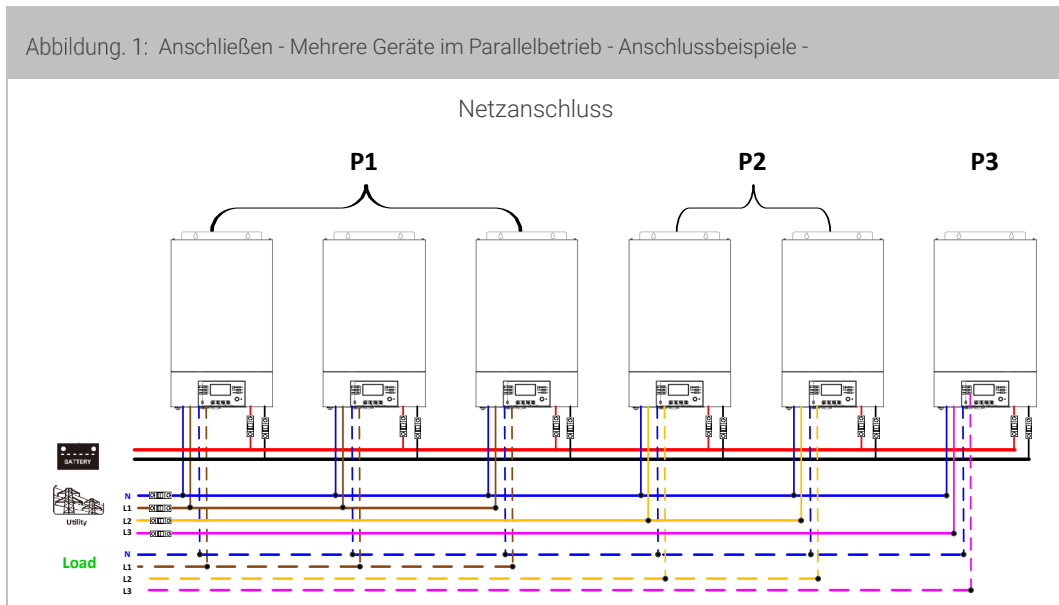 Abbildung. 1: Anschließen - Mehrere Geräte im Parallelbetrieb - Anschlussbeispiele -
Netzanschluss
P1 P2 P3
BATTERY
Utility
N
L1
L2
L3
Load
N
L1
L2
L3